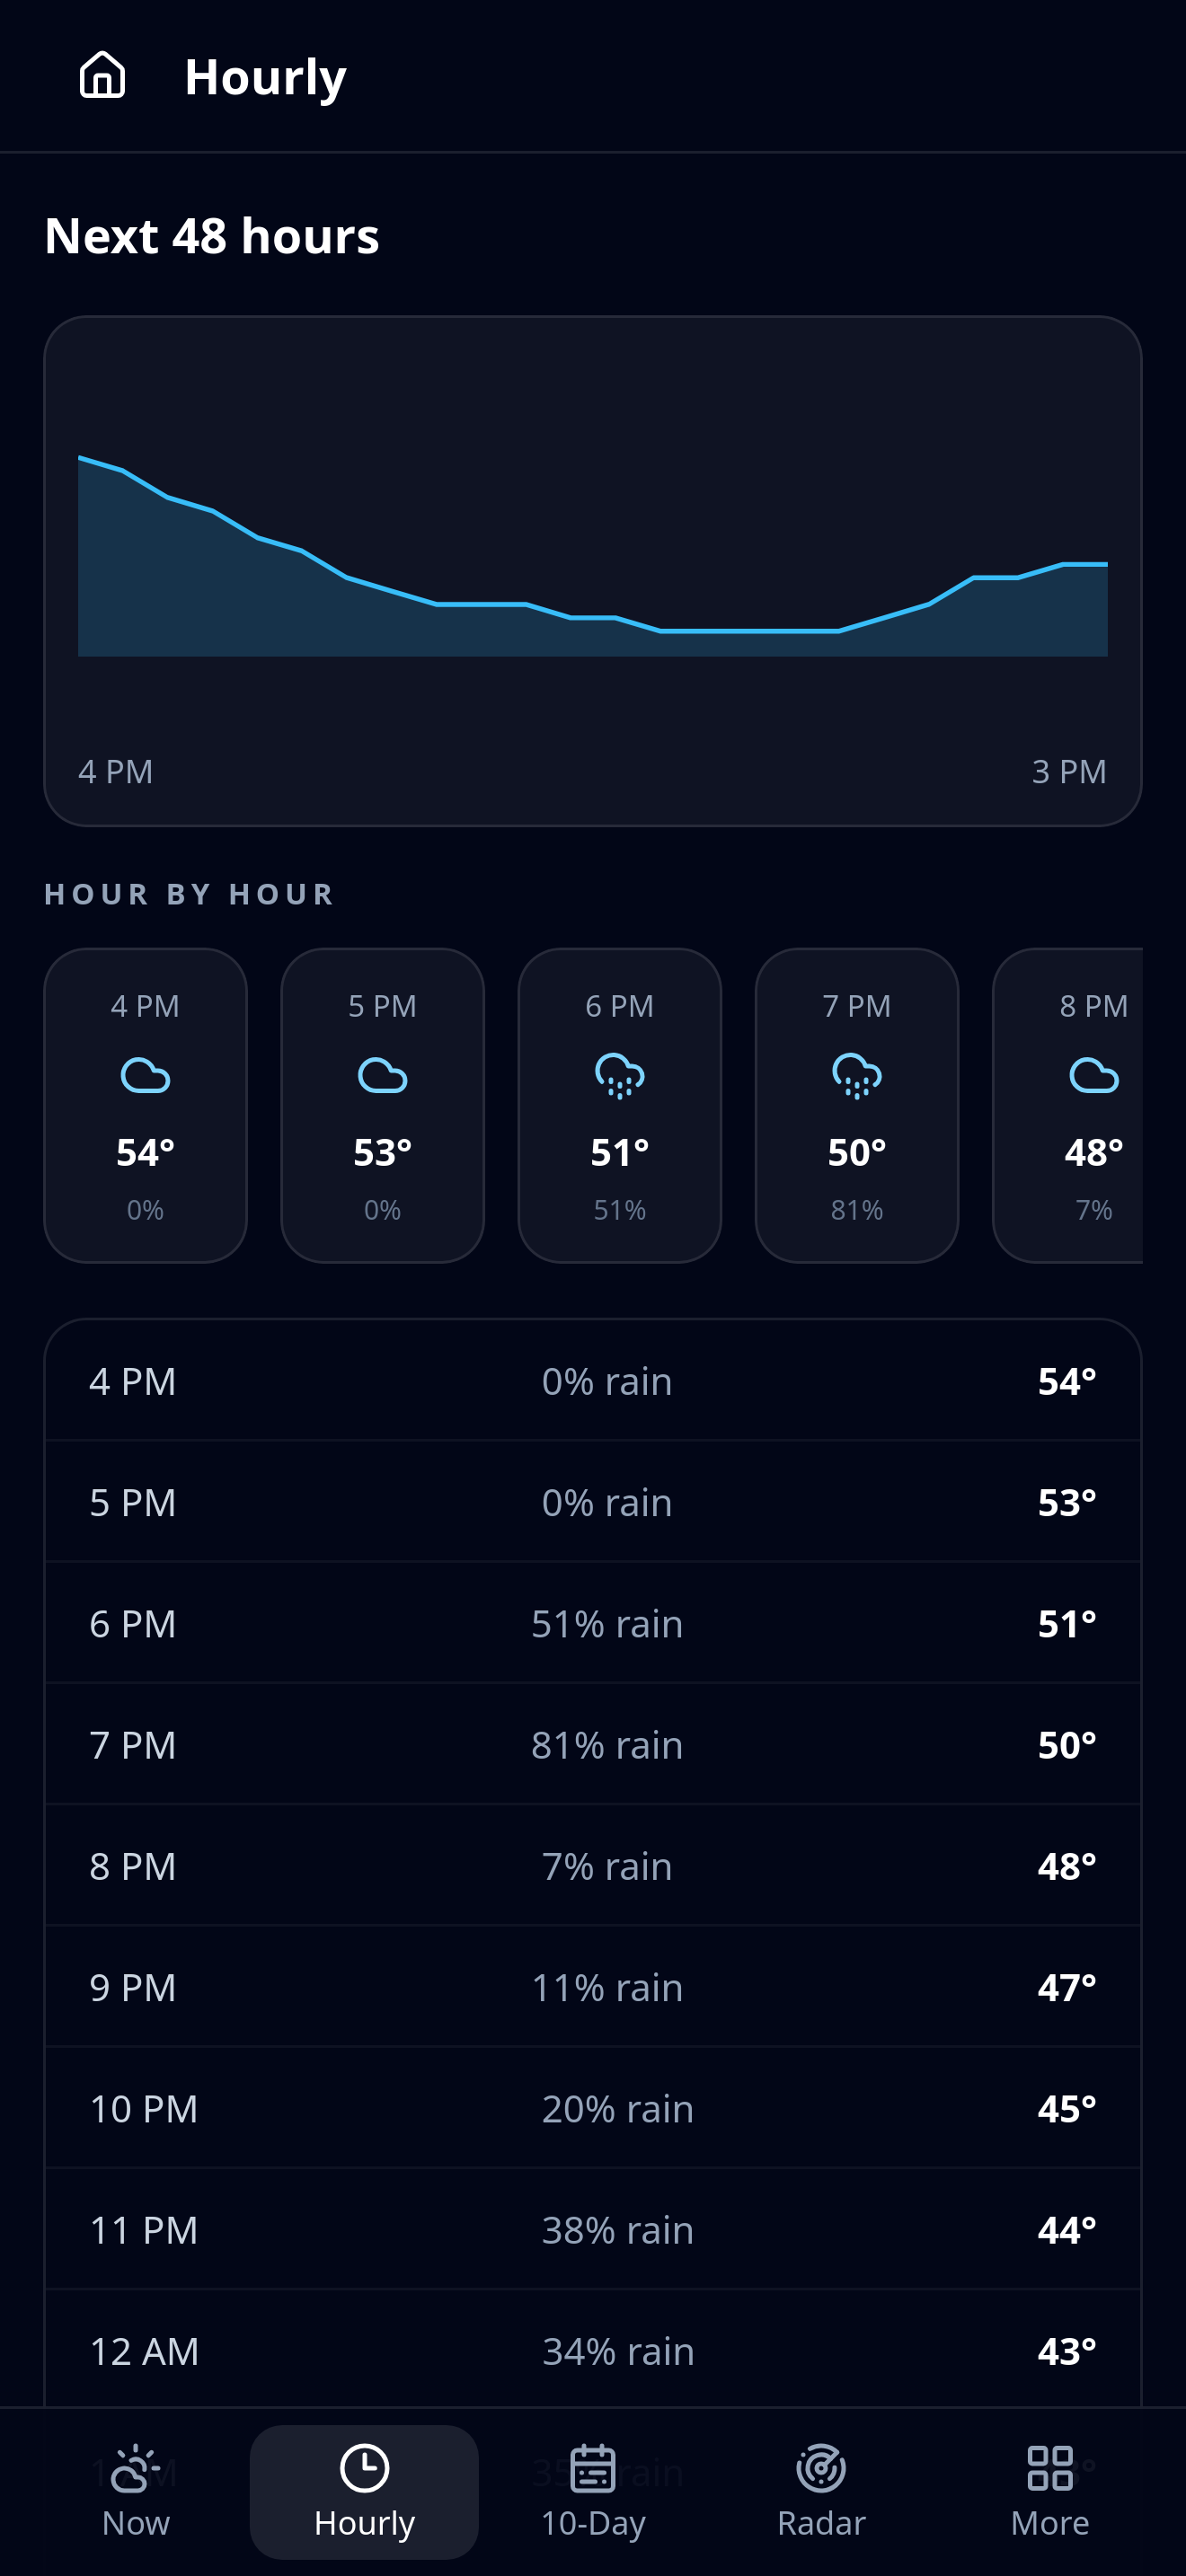 Hourly
Next 48 hours
4 PM 3 PM
HOUR BY HOUR
4 PM 5 PM 6 PM 7 PM 8 PM
54° 53° 51° 50° 48°
0% 0% 51% 81% 7%
4 PM 0% rain 54°
5 PM 0% rain 53°
6 PM 51% rain 51°
7 PM 81% rain 50°
8 PM 7% rain 48°
9 PM 11% rain 47°
10 PM 20% rain 45°
11 PM 38% rain 44°
12 AM 34% rain 43°
Now Hourly 10-Day Radar More